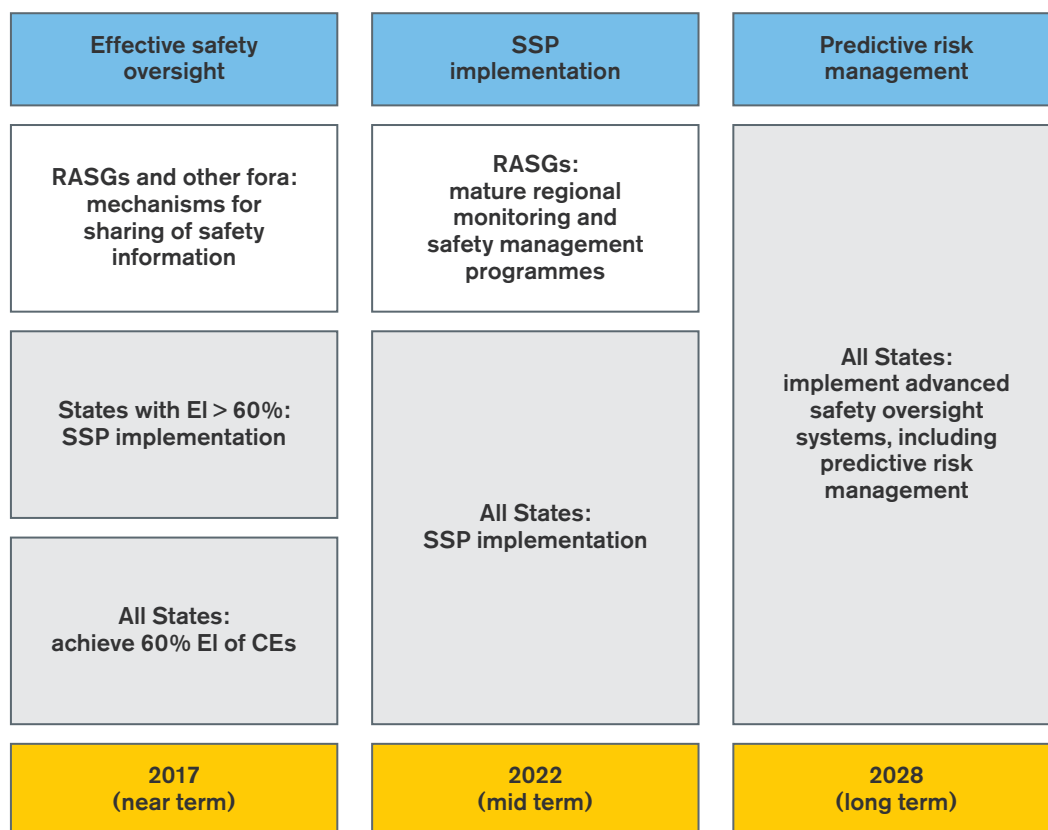 Effective safety
oversight
SSP
implementation
Predictive risk
management
RASGs and other fora:
mechanisms for
sharing of safety
information
RASGs:
mature regional
monitoring and
safety management
programmes
All States:
implement advanced
safety oversight
systems, including
predictive risk
management
States with EI > 60%:
SSP implementation
All States:
SSP implementation
All States:
achieve 60% EI of CEs
2017
(near term)
2022
(mid term)
2028
(long term)